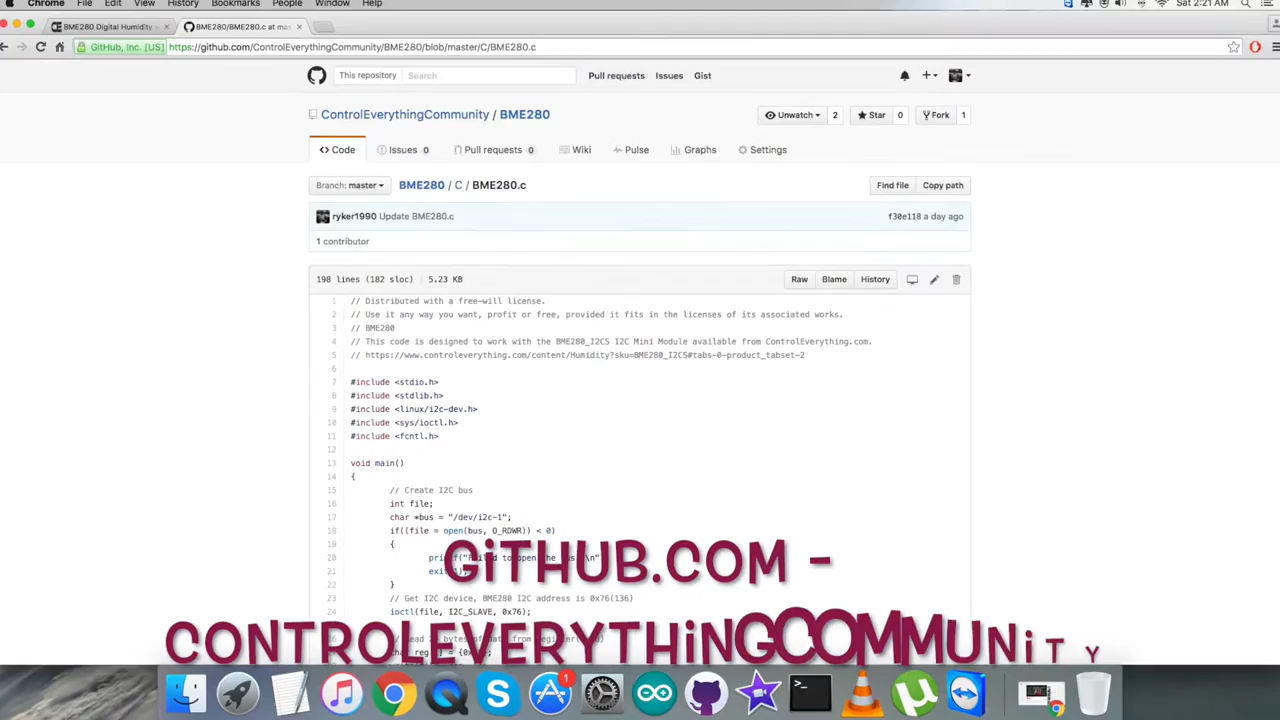 Chrome File Edit View History Bookmarks People Window Help Sat 2:21 AM
BME280 Digital Humidity × BME280/BME280.c at mas ×
GitHub, Inc. [US] https://github.com/ControlEverythingCommunity/BME280/blob/master/C/BME280.c
This repository Search Pull requests Issues Gist
ControlEverythingCommunity / BME280 Unwatch 2 Star 0 Fork 1
Code Issues 0 Pull requests 0 Wiki Pulse Graphs Settings
Branch: master BME280 / C / BME280.c Find file Copy path
ryker1990 Update BME280.c f30e118 a day ago
1 contributor
198 lines (182 sloc) 5.23 KB Raw Blame History
1 // Distributed with a free-will license.
2 // Use it any way you want, profit or free, provided it fits in the licenses of its associated works.
3 // BME280
4 // This code is designed to work with the BME280_I2CS I2C Mini Module available from ControlEverything.com.
5 // https://www.controleverything.com/content/Humidity?sku=BME280_I2CS#tabs-0-product_tabset-2
6
7 #include <stdio.h>
8 #include <stdlib.h>
9 #include <linux/i2c-dev.h>
10 #include <sys/ioctl.h>
11 #include <fcntl.h>
12
13 void main()
14 {
15 // Create I2C bus
16 int file;
17 char *bus = "/dev/i2c-1";
18 if((file = open(bus, O_RDWR)) < 0)
19 {
20 printf("Failed to open the bus. \n"
21 exit(1);
22 }
23 // Get I2C device, BME280 I2C address is 0x76(136)
24 ioctl(file, I2C_SLAVE, 0x76);
GiTHUB.COM -
CONTROLEVERYTHiNGCOMMUNiTY
1